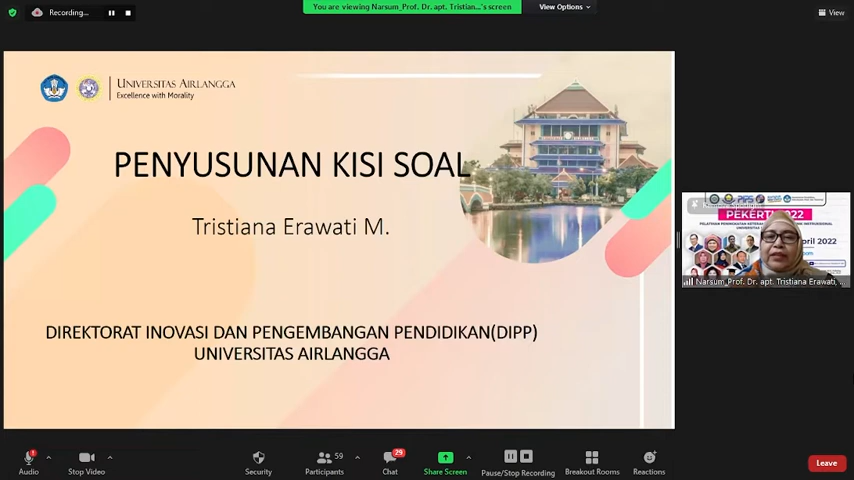 Recording...
You are viewing Narsum_Prof. Dr. apt. Tristian...'s screen
View Options
View
UNIVERSITAS AIRLANGGA
Excellence with Morality
PENYUSUNAN KISI SOAL
Tristiana Erawati M.
DIREKTORAT INOVASI DAN PENGEMBANGAN PENDIDIKAN(DIPP)
UNIVERSITAS AIRLANGGA
PEKERTI 2022
april 2022
Narsum_Prof. Dr. apt. Tristiana Erawati, ...
1
59
29
Audio
Stop Video
Security
Participants
Chat
Share Screen
Pause/Stop Recording
Breakout Rooms
Reactions
Leave